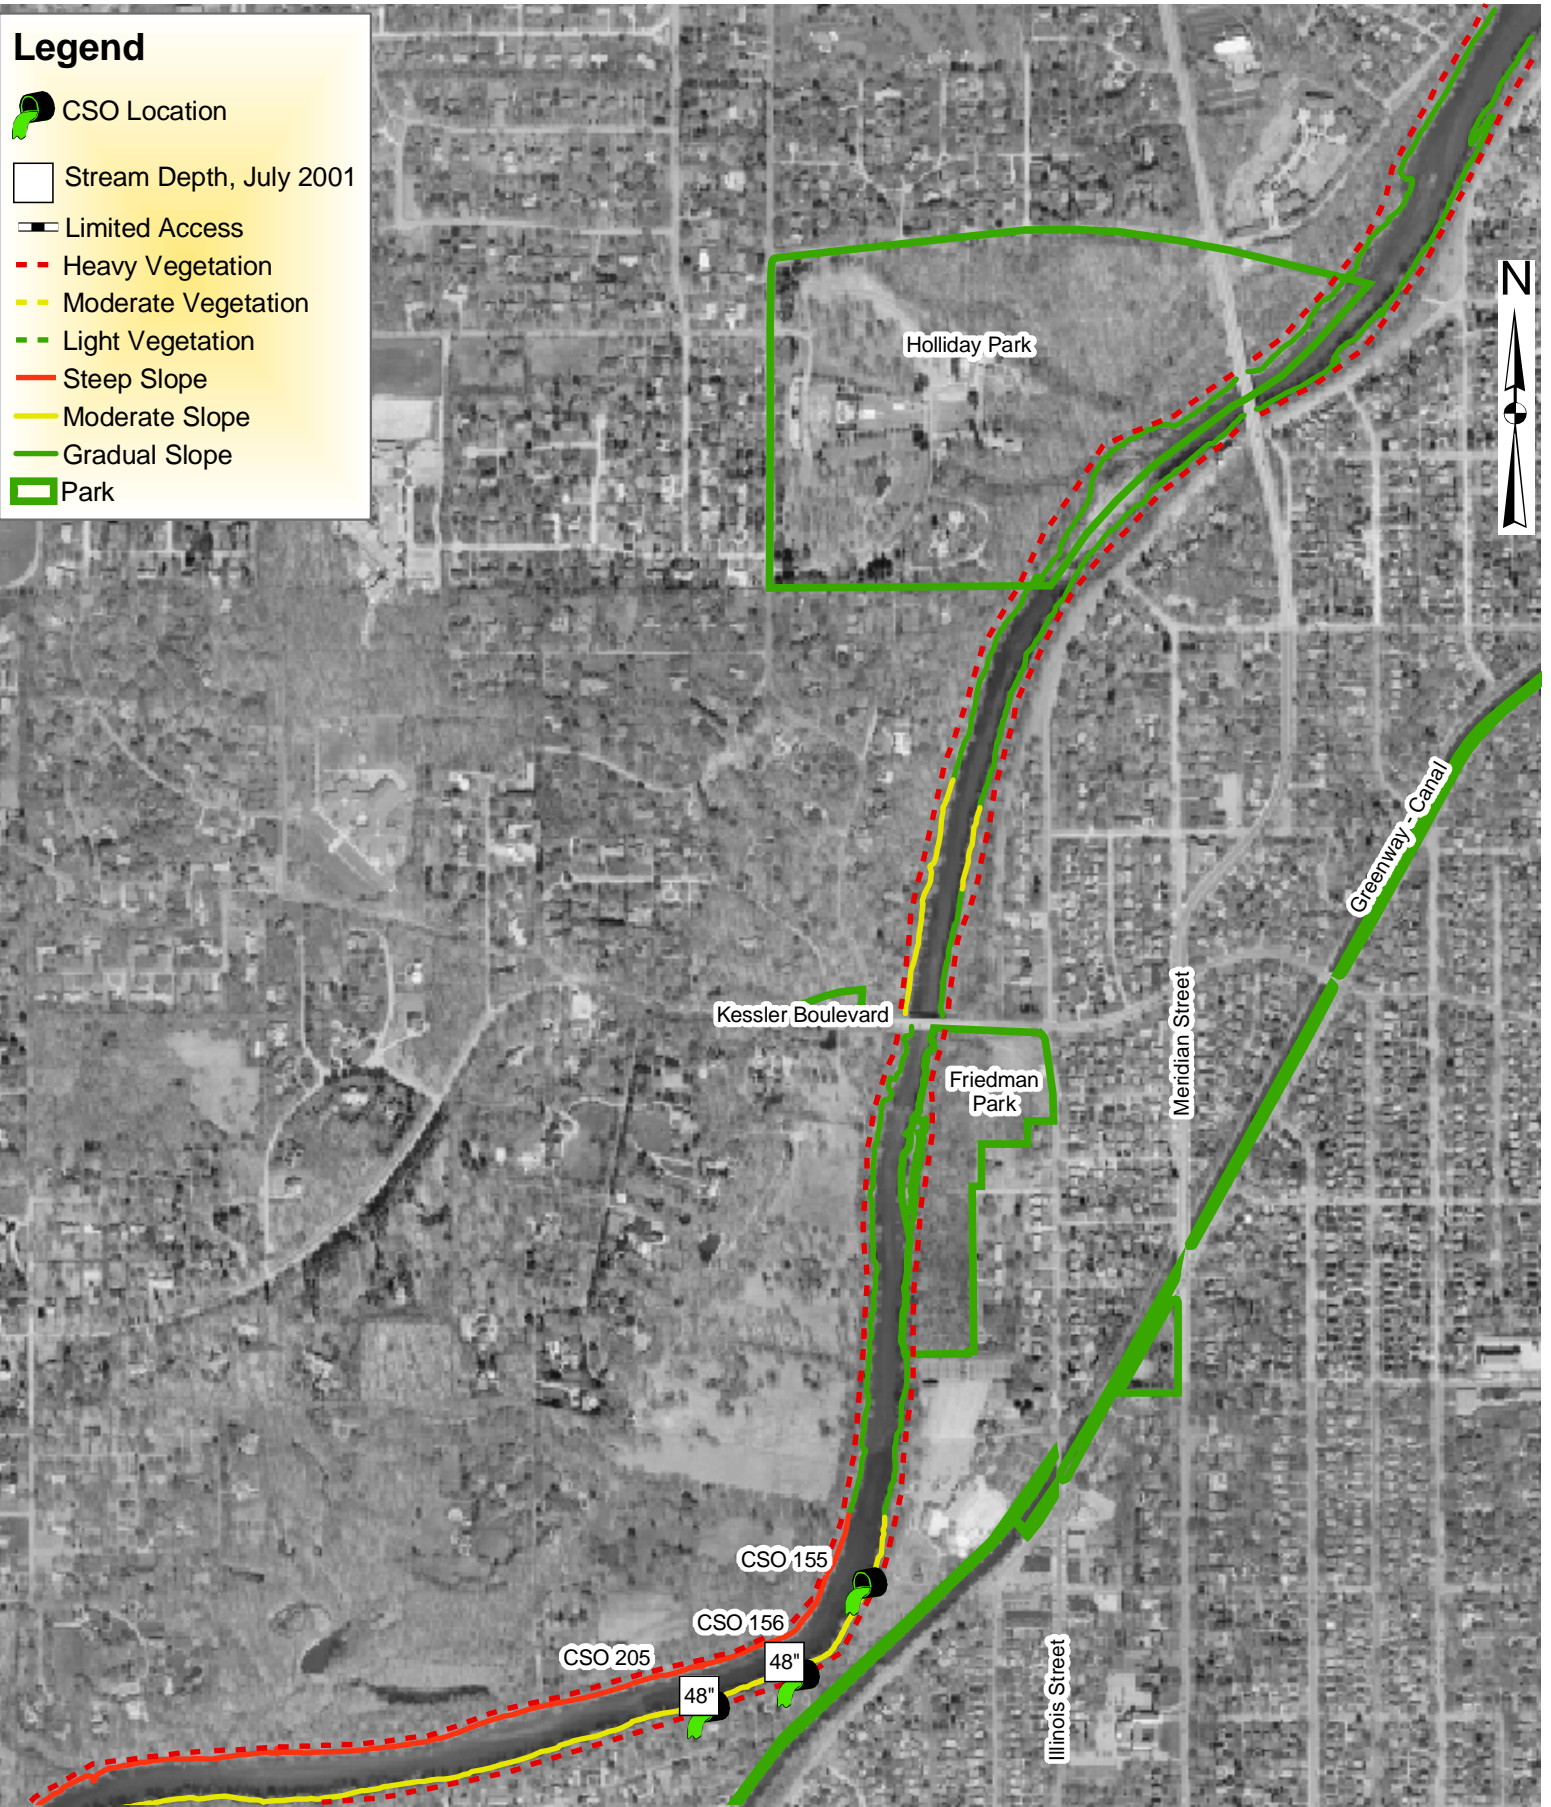 Legend
CSO Location
Stream Depth, July 2001
Limited Access
Heavy Vegetation
Moderate Vegetation
Light Vegetation
Steep Slope
Moderate Slope
Gradual Slope
Park
N
Holliday Park
Greenway - Canal
Kessler Boulevard
Meridian Street
Friedman
Park
CSO 155
CSO 156
CSO 205
48"
48"
Illinois Street